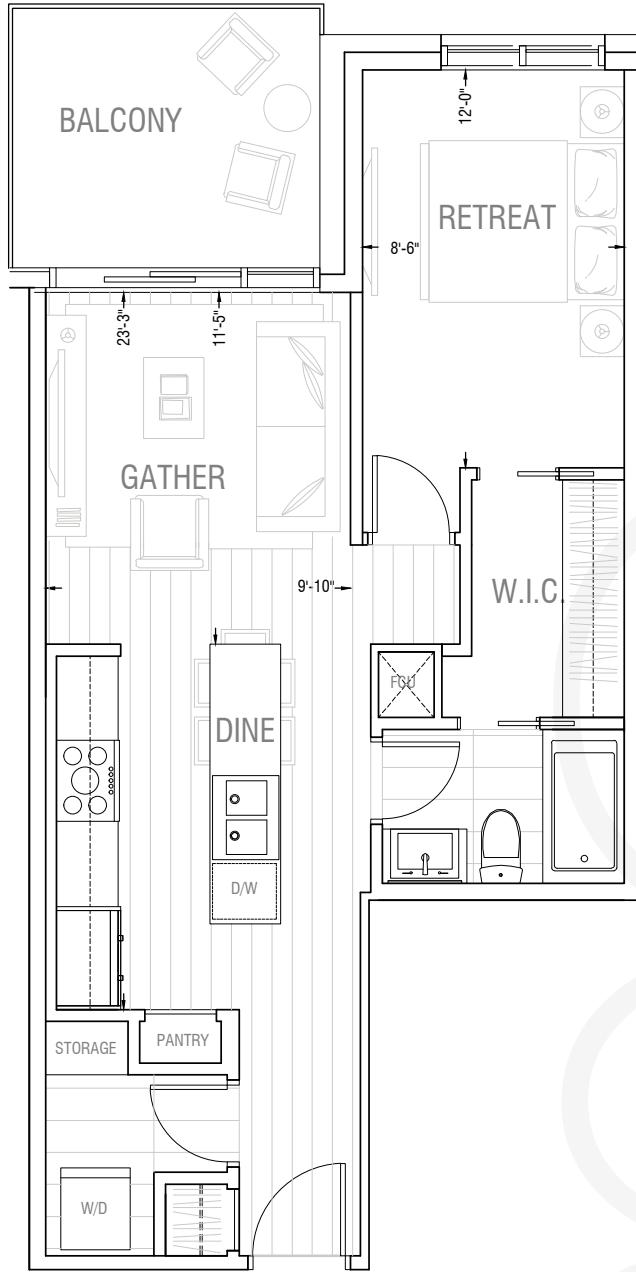 BALCONY
12'-0"
RETREAT
8'-6"
23'-3"
11'-5"
GATHER
9'-10"
W.I.C.
FCU
DINE
D/W
STORAGE
PANTRY
W/D